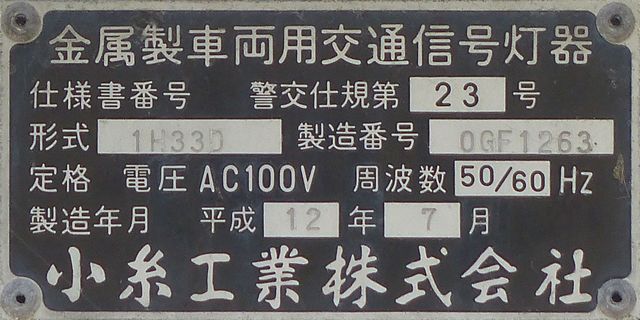 金属製車両用交通信号灯器
仕様書番号 警交仕規第 23 号
形式 1H33D 製造番号 0GF1263
定格 電圧 AC100V 周波数 50/60 Hz
製造年月 平成 12 年 7 月
小糸工業株式会社